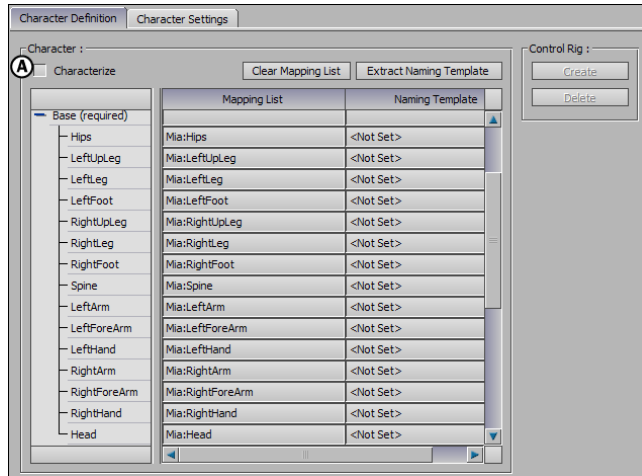 Character Definition Character Settings
Character : Control Rig :
A Characterize Clear Mapping List Extract Naming Template Create
Mapping List Naming Template Delete
Base (required)
Hips Mia:Hips <Not Set>
LeftUpLeg Mia:LeftUpLeg <Not Set>
LeftLeg Mia:LeftLeg <Not Set>
LeftFoot Mia:LeftFoot <Not Set>
RightUpLeg Mia:RightUpLeg <Not Set>
RightLeg Mia:RightLeg <Not Set>
RightFoot Mia:RightFoot <Not Set>
Spine Mia:Spine <Not Set>
LeftArm Mia:LeftArm <Not Set>
LeftForeArm Mia:LeftForeArm <Not Set>
LeftHand Mia:LeftHand <Not Set>
RightArm Mia:RightArm <Not Set>
RightForeArm Mia:RightForeArm <Not Set>
RightHand Mia:RightHand <Not Set>
Head Mia:Head <Not Set>